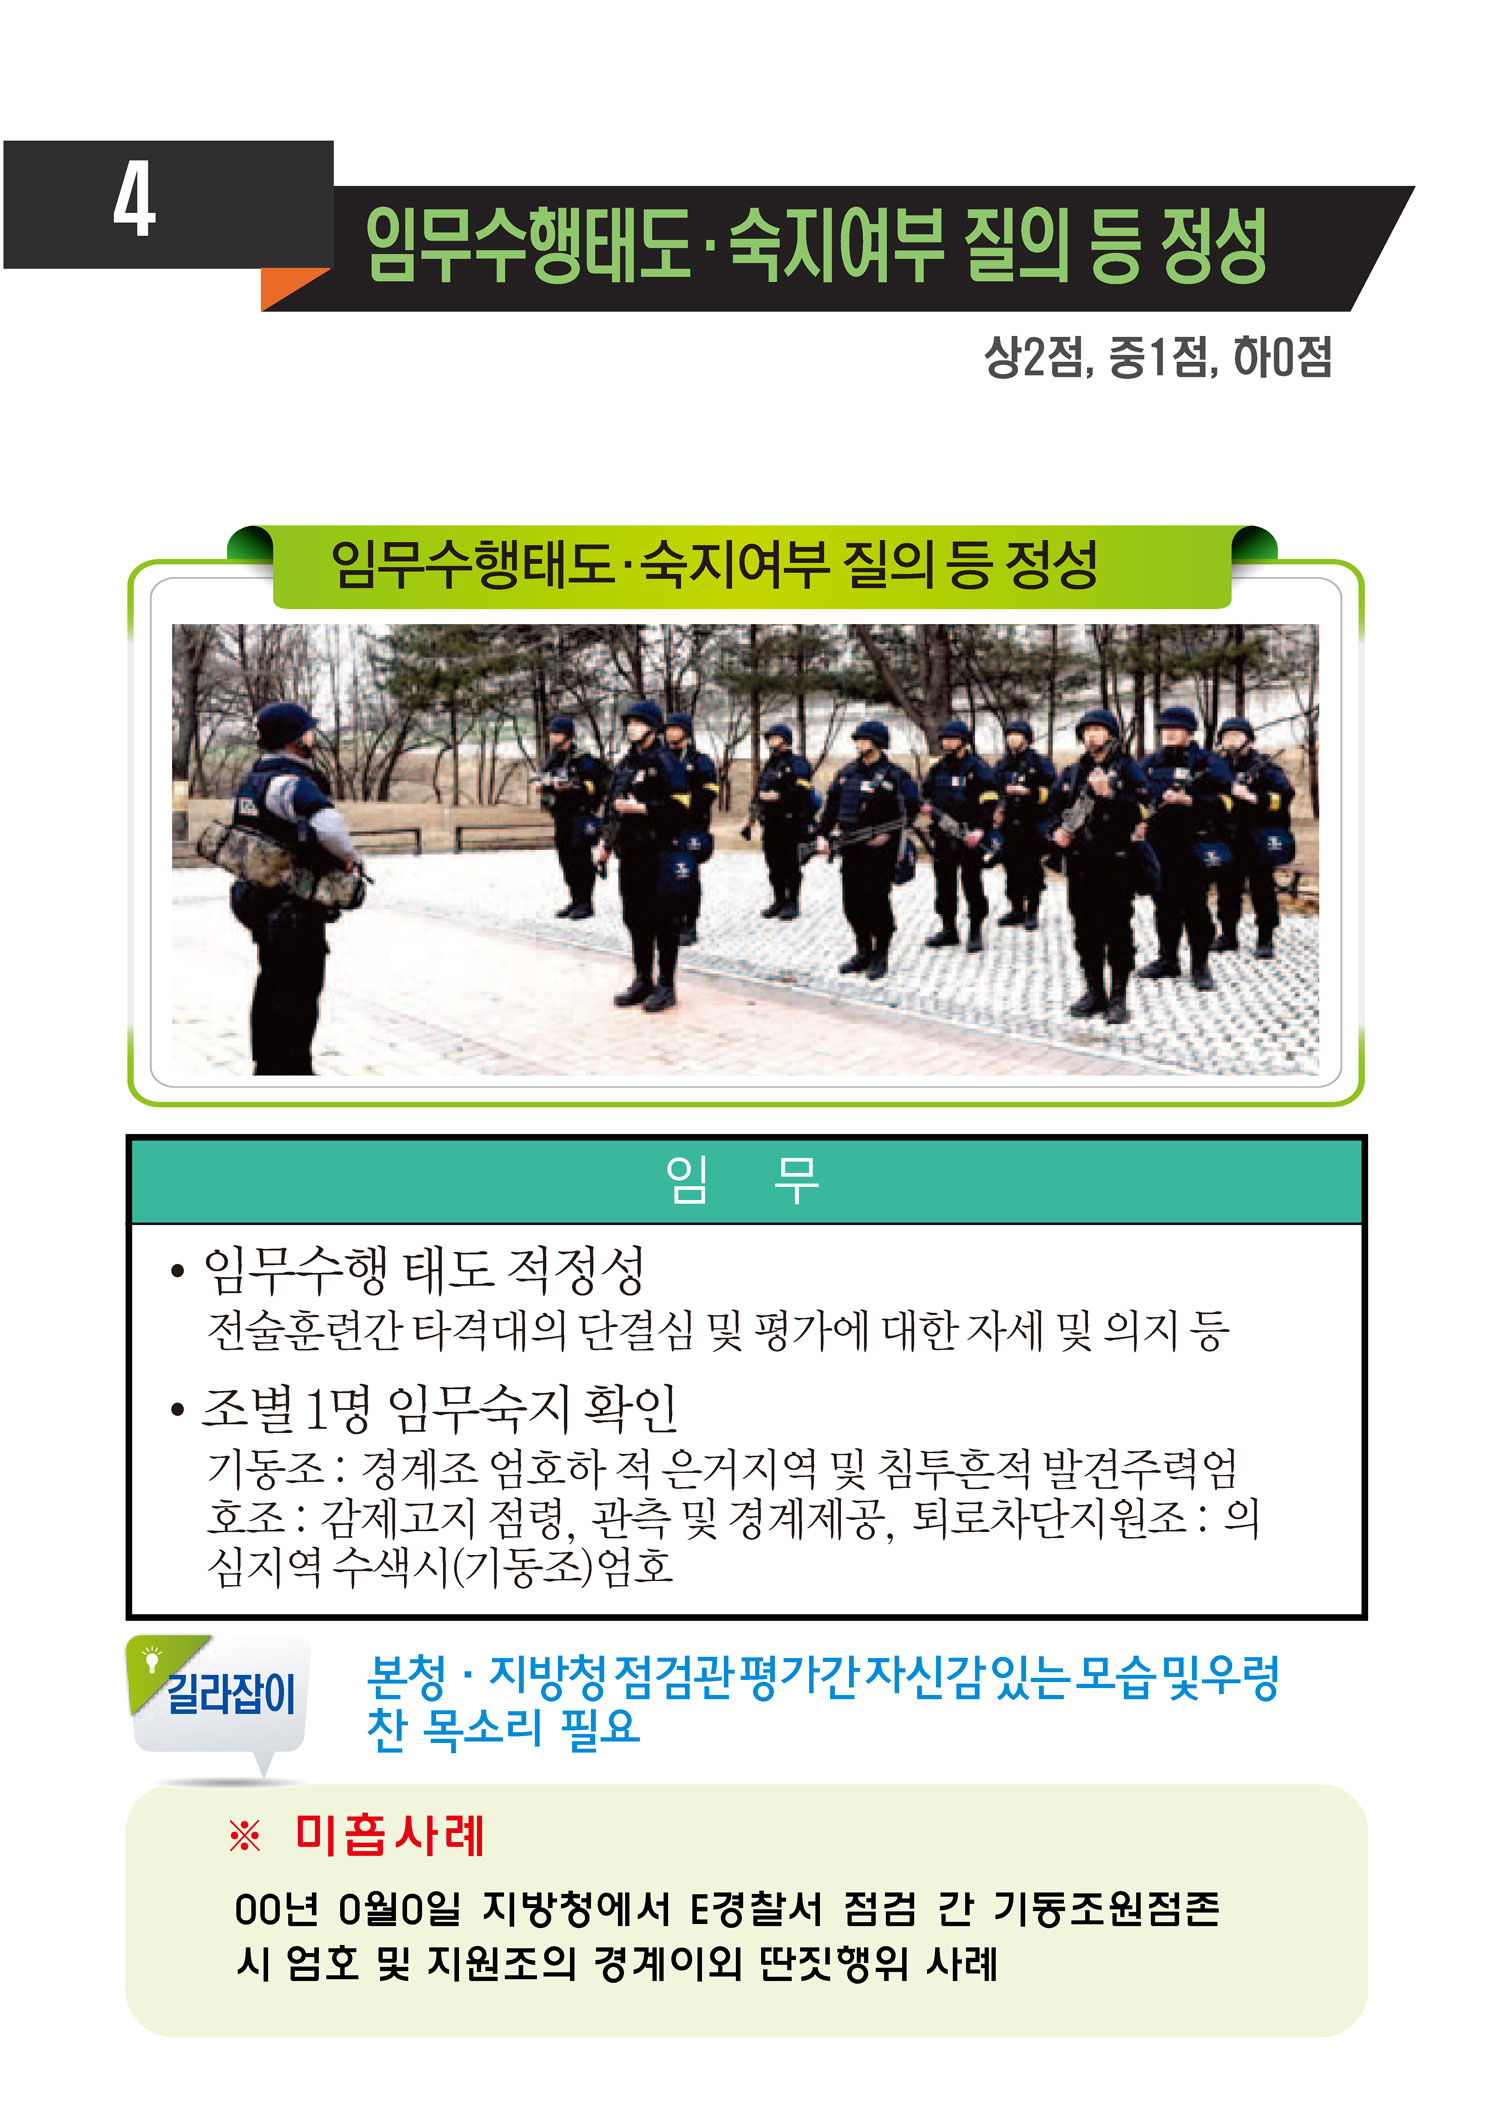 4
임무수행태도·숙지여부 질의 등 정성
상2점, 중1점, 하0점
임무수행태도·숙지여부 질의 등 정성
임 무
• 임무수행 태도 적정성
전술훈련간 타격대의 단결심 및 평가에 대한 자세 및 의지 등
• 조별 1명 임무숙지 확인
기동조 : 경계조 엄호하 적 은거지역 및 침투흔적 발견주력엄
호조 : 감제고지 점령, 관측 및 경계제공, 퇴로차단지원조 : 의
심지역 수색시(기동조)엄호
길라잡이
본청 · 지방청 점검관 평가간 자신감 있는 모습 및 우렁
찬 목소리 필요
※ 미흡사례
00년 0월0일 지방청에서 E경찰서 점검 간 기동조원점존
시 엄호 및 지원조의 경계이외 딴짓행위 사례